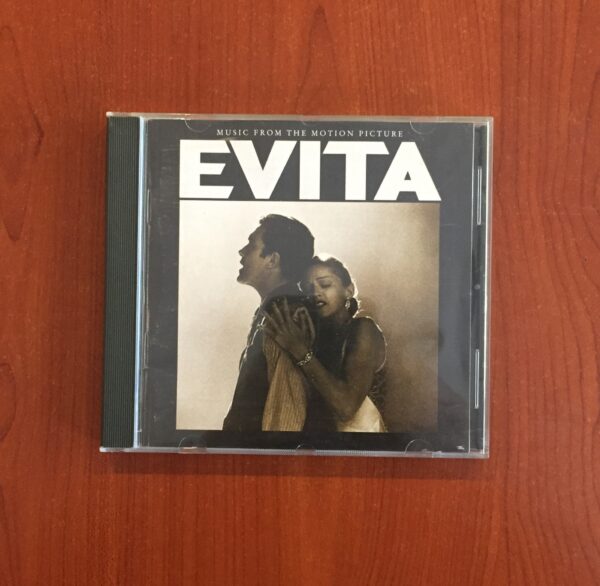 MUSIC FROM THE MOTION PICTURE
EVITA